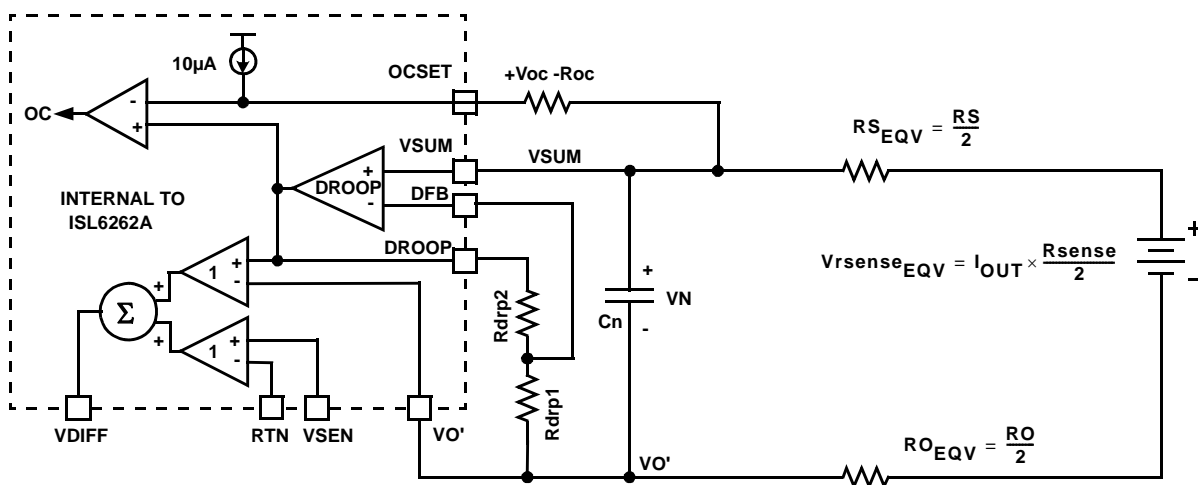 10µA
OCSET
+Voc -Roc
OC
-
+
RS_EQV = RS/2
VSUM
VSUM
+
DROOP
-
DFB
INTERNAL TO
ISL6262A
DROOP
+
Vrsense_EQV = I_OUT × Rsense/2
-
+
1
+
-
+
VN
Cn
-
Rdrp2
Σ
+
+
1
+
-
Rdrp1
VDIFF
RTN
VSEN
VO'
VO'
RO_EQV = RO/2